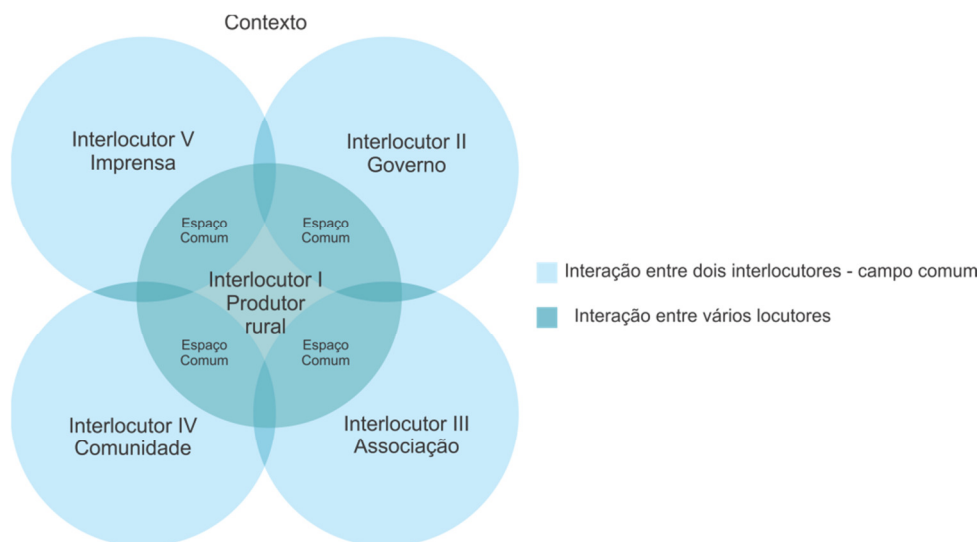 Contexto
Interlocutor V
Imprensa
Interlocutor II
Governo
Espaço
Comum
Espaço
Comum
Interlocutor I
Produtor
rural
Espaço
Comum
Espaço
Comum
Interlocutor IV
Comunidade
Interlocutor III
Associação
Interação entre dois interlocutores - campo comum
Interação entre vários locutores